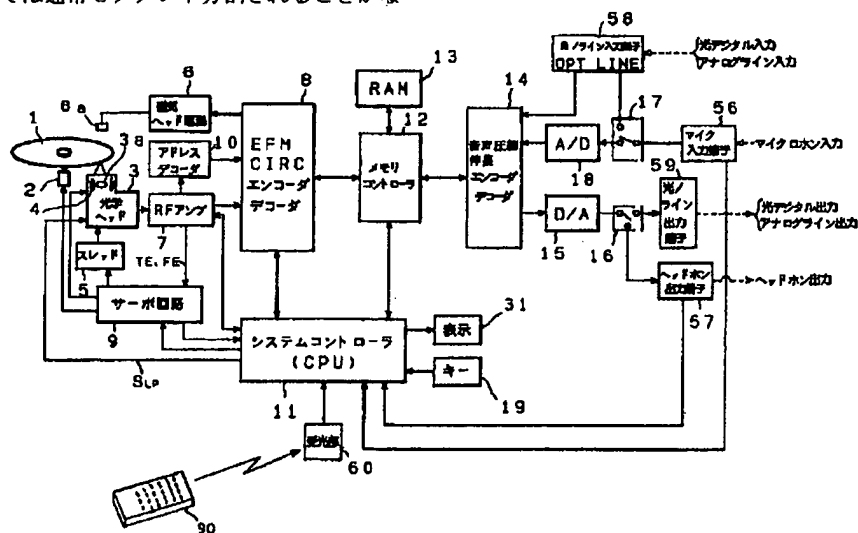 58
光/ライン入力端子
OPT LINE
光デジタル入力
アナログライン入力
6
磁気
ヘッド駆動
6a
8
EFM
CIRC
エンコーダ
デコーダ
RAM
13
12
メモリ
コントローラ
14
音声圧縮
伸長
エンコーダ
デコーダ
17
56
マイク
入力端子
マイクロホン入力
A/D
18
1
2
3a
3
4
光学
ヘッド
アドレス
デコーダ
10
RFアンプ
7
D/A
15
16
59
光/
ライン
出力
端子
光デジタル出力
アナログライン出力
スレッド
5
TE、FE
サーボ回路
9
ヘッドホン
出力端子
57
ヘッドホン出力
システムコントローラ
(CPU)
11
表示
31
キー
19
SLP
受光部
60
90